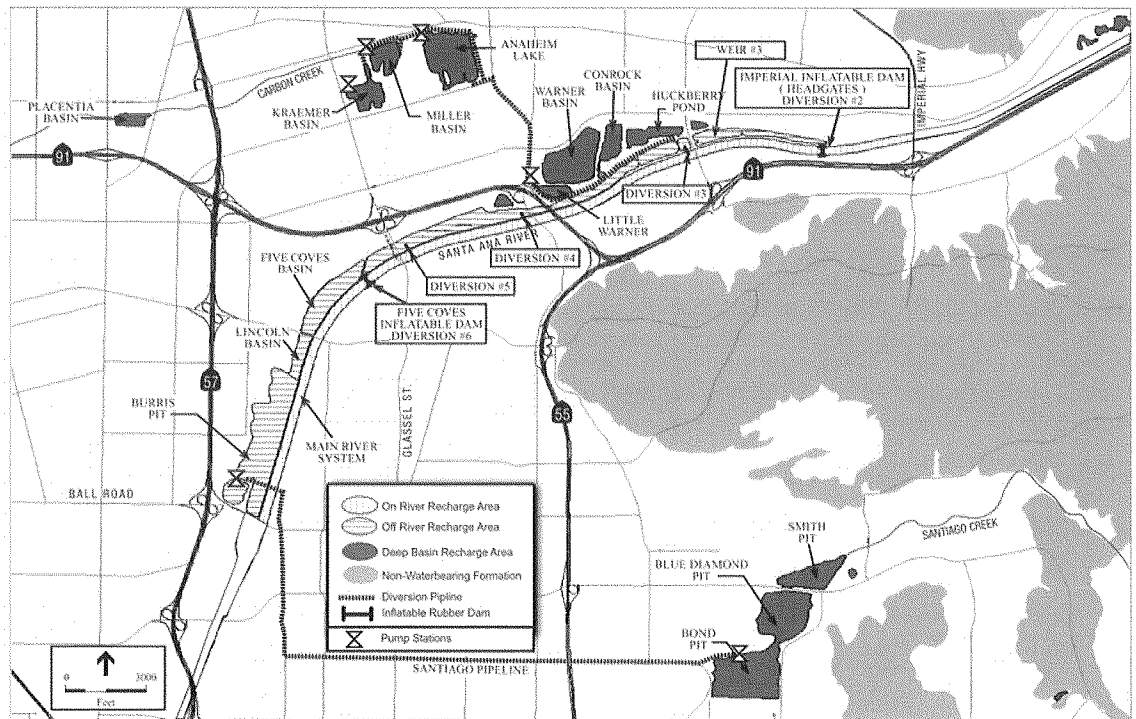 ANAHEIM
LAKE
WEIR #3
CARBON CREEK
CONROCK
BASIN
IMPERIAL INFLATABLE DAM
( HEADGATES )
DIVERSION #2
IMPERIAL HWY
PLACENTIA
BASIN
KRAEMER
BASIN
MILLER
BASIN
WARNER
BASIN
HUCKBERRY
POND
91
91
DIVERSION #3
LITTLE
WARNER
SANTA ANA RIVER
DIVERSION #4
FIVE COVES
BASIN
DIVERSION #5
FIVE COVES
INFLATABLE DAM
DIVERSION #6
LINCOLN
BASIN
57
BURRIS
PIT
GLASSEL ST.
55
MAIN RIVER
SYSTEM
BALL ROAD
On River Recharge Area
Off River Recharge Area
Deep Basin Recharge Area
Non-Waterbearing Formation
Diversion Pipline
Inflatable Rubber Dam
Pump Stations
SMITH
PIT
SANTIAGO CREEK
BLUE DIAMOND
PIT
BOND
PIT
SANTIAGO PIPELINE
0 3000
Feet